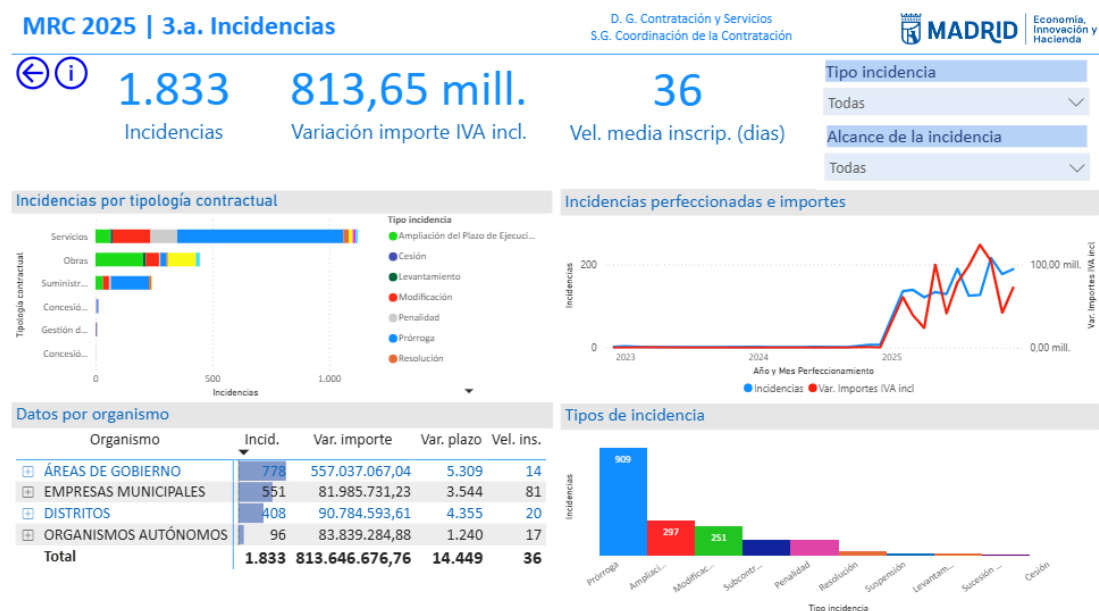 MRC 2025 | 3.a. Incidencias
D. G. Contratación y Servicios
S.G. Coordinación de la Contratación
MADRID
Economía,
Innovación y
Hacienda
1.833
Incidencias
813,65 mill.
Variación importe IVA incl.
36
Vel. media inscrip. (dias)
Tipo incidencia
Todas
Alcance de la incidencia
Todas
Incidencias por tipología contractual
Tipología contractual
Servicios
Obras
Suministr...
Concesió...
Gestión d...
Concesió...
0 500 1.000
Incidencias
Tipo incidencia
Ampliación del Plazo de Ejecuci...
Cesión
Levantamiento
Modificación
Penalidad
Prórroga
Resolución
Incidencias perfeccionadas e importes
Incidencias
200
0
100,00 mill.
0,00 mill.
Var. Importes IVA incl
2023 2024 2025
Año y Mes Perfeccionamiento
Incidencias Var. Importes IVA incl
Datos por organismo
Organismo Incid. Var. importe Var. plazo Vel. ins.
ÁREAS DE GOBIERNO 778 557.037.067,04 5.309 14
EMPRESAS MUNICIPALES 551 81.985.731,23 3.544 81
DISTRITOS 408 90.784.593,61 4.355 20
ORGANISMOS AUTÓNOMOS 96 83.839.284,88 1.240 17
Total 1.833 813.646.676,76 14.449 36
Tipos de incidencia
Incidencias
909
297
251
Prórroga Ampliaci... Modificac... Subcontr... Penalidad Resolución Suspensión Levantam... Sucesión ... Cesión
Tipo incidencia